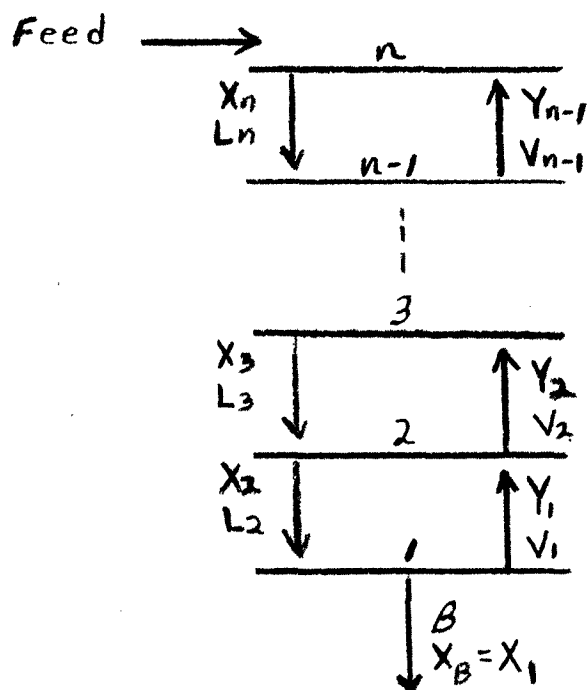 Feed
n
Xn
Ln
Yn-1
Vn-1
n-1
3
X3
L3
Y2
V2
2
X2
L2
Y1
V1
1
B
XB = X1